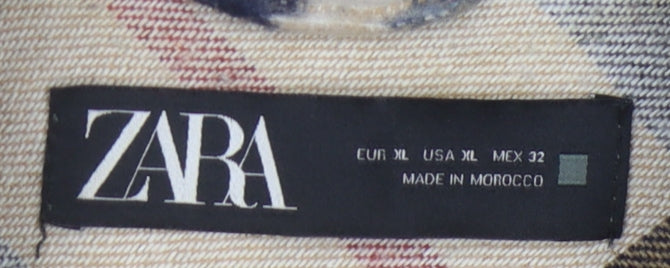 ZARA
EUR XL USA XL MEX 32
MADE IN MOROCCO